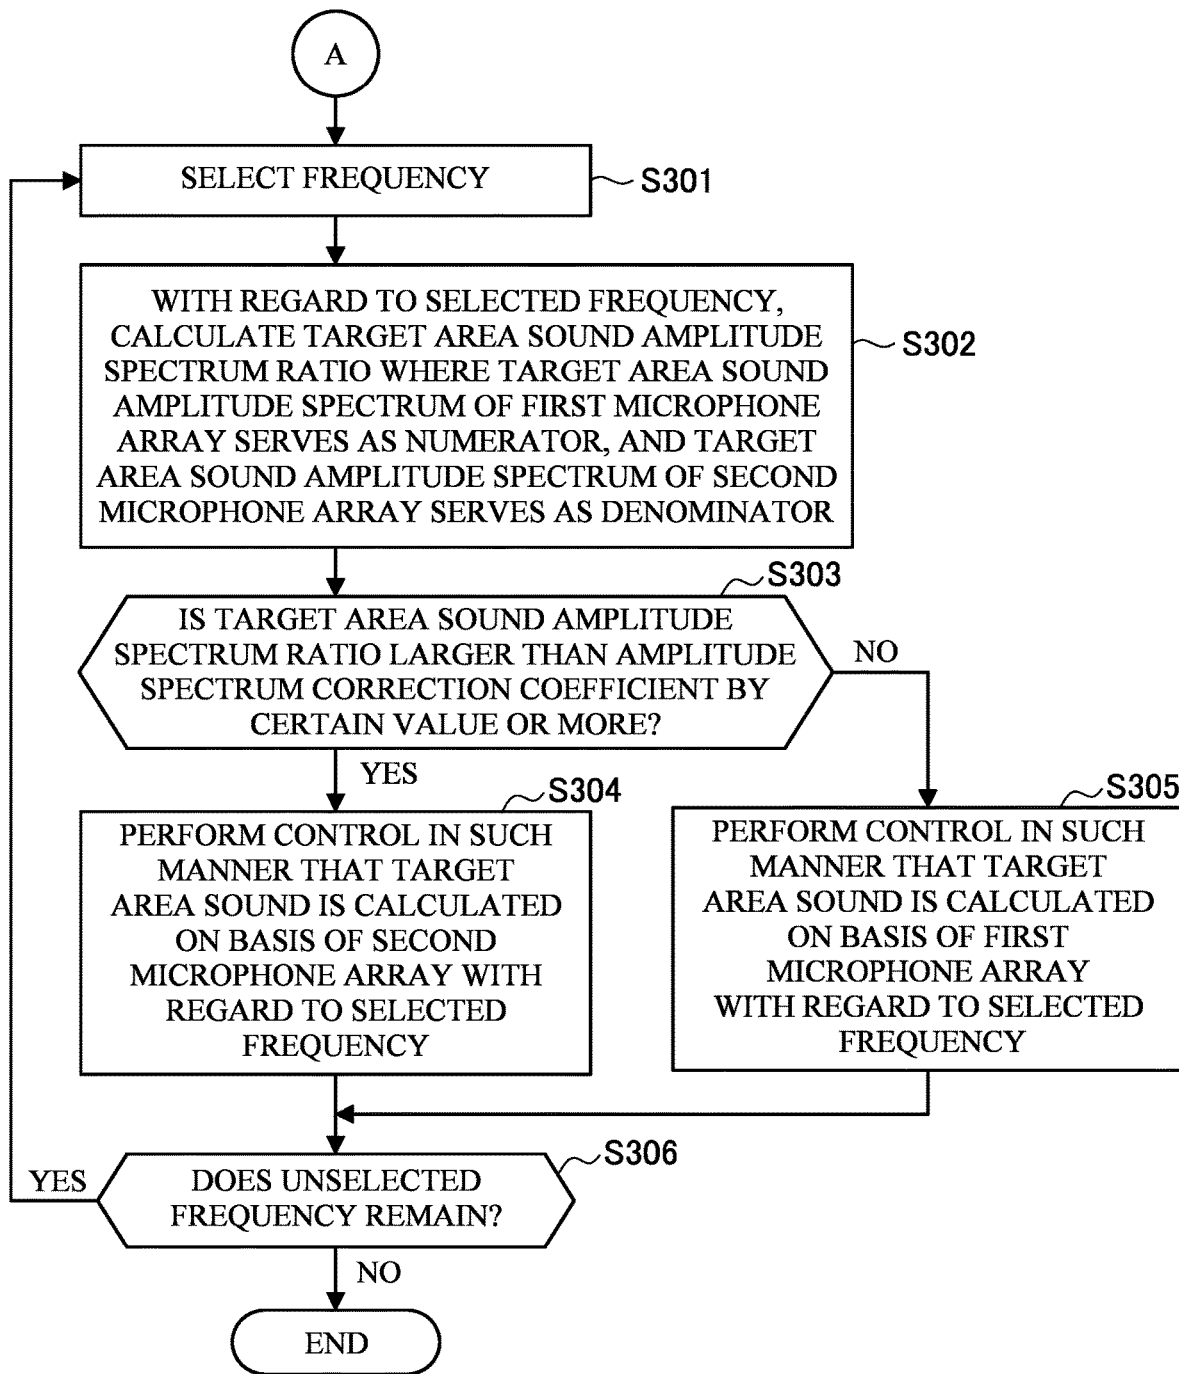 A
SELECT FREQUENCY
S301
WITH REGARD TO SELECTED FREQUENCY,
CALCULATE TARGET AREA SOUND AMPLITUDE
SPECTRUM RATIO WHERE TARGET AREA SOUND
AMPLITUDE SPECTRUM OF FIRST MICROPHONE
ARRAY SERVES AS NUMERATOR, AND TARGET
AREA SOUND AMPLITUDE SPECTRUM OF SECOND
MICROPHONE ARRAY SERVES AS DENOMINATOR
S302
S303
IS TARGET AREA SOUND AMPLITUDE
SPECTRUM RATIO LARGER THAN AMPLITUDE
SPECTRUM CORRECTION COEFFICIENT BY
CERTAIN VALUE OR MORE?
NO
YES
S304
PERFORM CONTROL IN SUCH
MANNER THAT TARGET
AREA SOUND IS CALCULATED
ON BASIS OF SECOND
MICROPHONE ARRAY WITH
REGARD TO SELECTED
FREQUENCY
S305
PERFORM CONTROL IN SUCH
MANNER THAT TARGET
AREA SOUND IS CALCULATED
ON BASIS OF FIRST
MICROPHONE ARRAY
WITH REGARD TO SELECTED
FREQUENCY
S306
YES
DOES UNSELECTED
FREQUENCY REMAIN?
NO
END